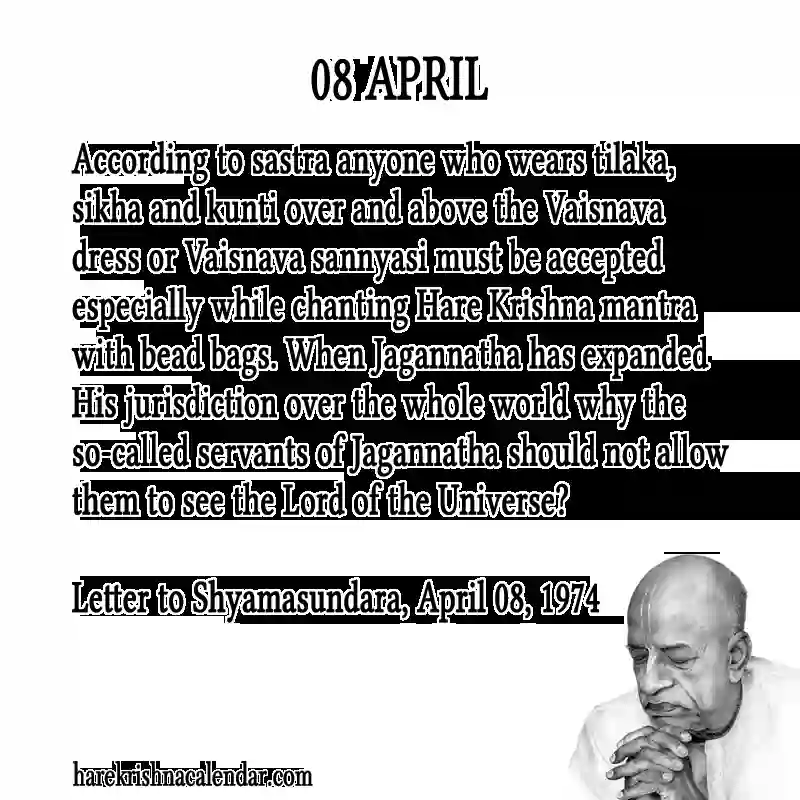 08 APRIL
According to sastra anyone who wears tilaka,
sikha and kunti over and above the Vaisnava
dress or Vaisnava sannyasi must be accepted
especially while chanting Hare Krishna mantra
with bead bags. When Jagannatha has expanded
His jurisdiction over the whole world why the
so-called servants of Jagannatha should not allow
them to see the Lord of the Universe?
Letter to Shyamasundara, April 08, 1974
harekrishnacalendar.com